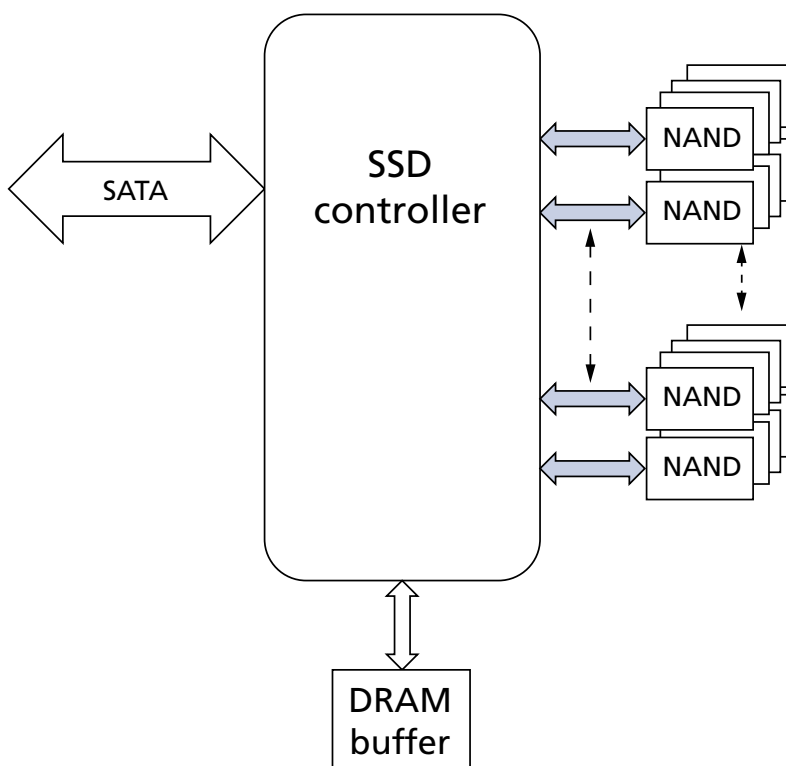 SATA
SSD
controller
NAND
NAND
NAND
NAND
DRAM
buffer